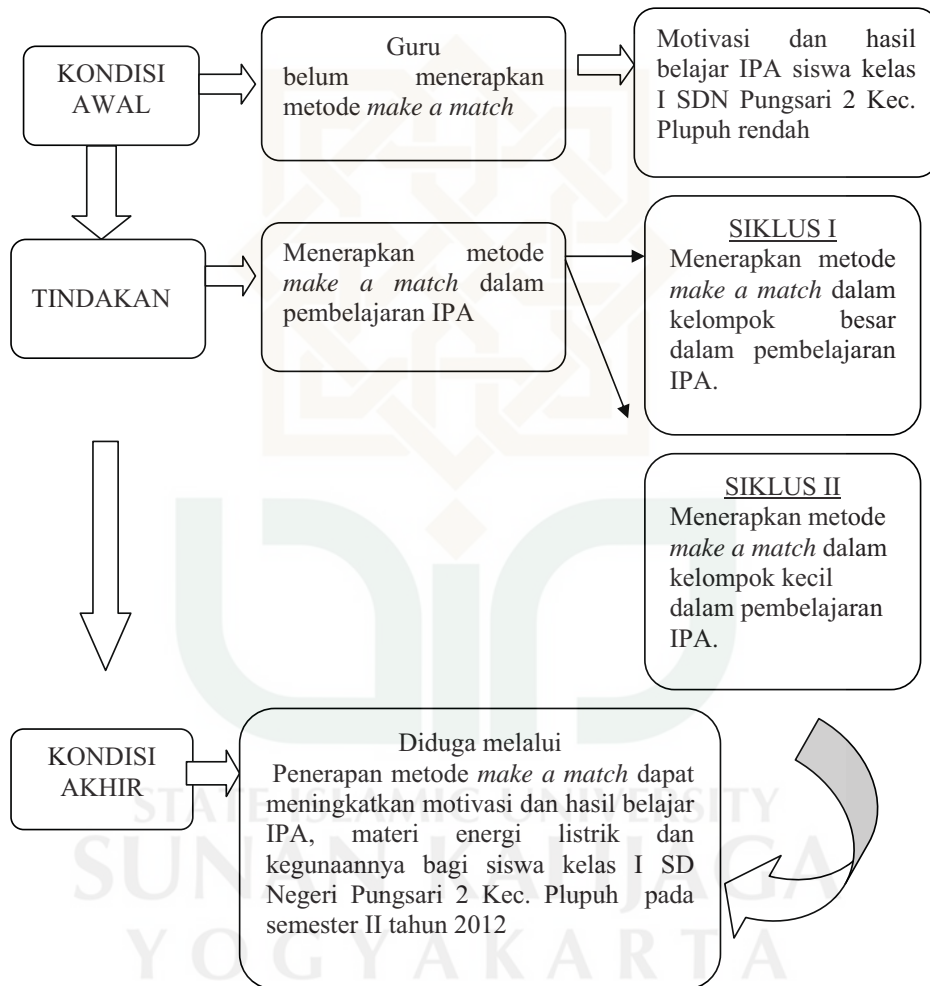 KONDISI
AWAL
Guru
belum menerapkan
metode make a match
Motivasi dan hasil
belajar IPA siswa kelas
I SDN Pungsari 2 Kec.
Plupuh rendah
TINDAKAN
Menerapkan metode
make a match dalam
pembelajaran IPA
SIKLUS I
Menerapkan metode
make a match dalam
kelompok besar
dalam pembelajaran
IPA.
SIKLUS II
Menerapkan metode
make a match dalam
kelompok kecil
dalam pembelajaran
IPA.
KONDISI
AKHIR
Diduga melalui
Penerapan metode make a match dapat
meningkatkan motivasi dan hasil belajar
IPA, materi energi listrik dan
kegunaannya bagi siswa kelas I SD
Negeri Pungsari 2 Kec. Plupuh pada
semester II tahun 2012
STATE ISLAMIC UNIVERSITY
SUNAN KALIJAGA
YOGYAKARTA